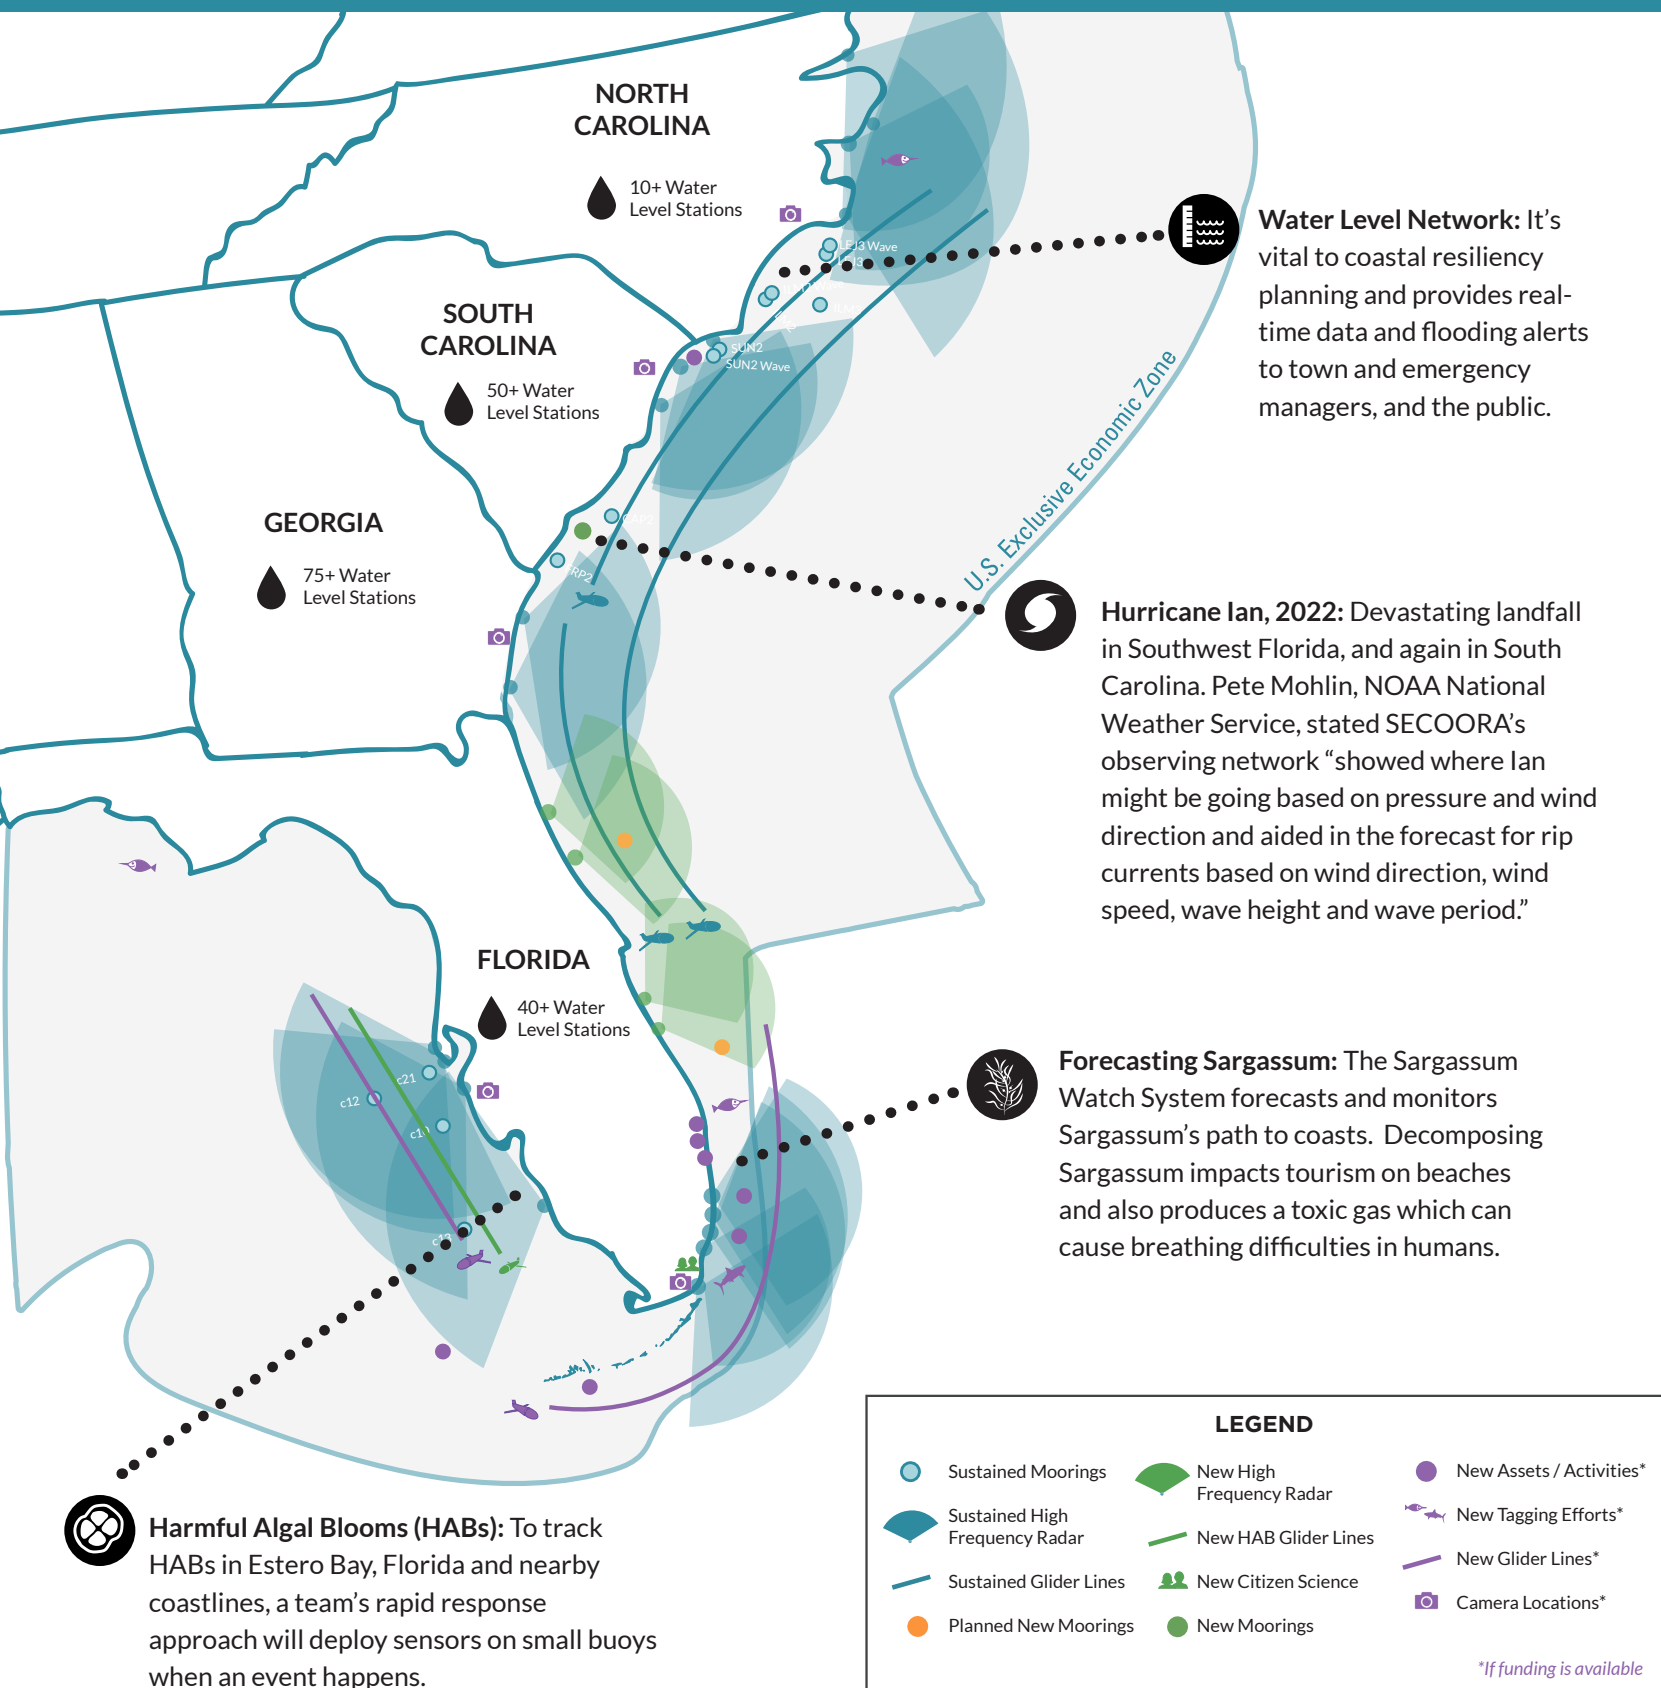 NORTH
CAROLINA
10+ Water
Level Stations
LEJ3 Wave
LEJ3
SOUTH
CAROLINA
50+ Water
Level Stations
SUN2
SUN2 Wave
GEORGIA
75+ Water
Level Stations
CAP2
FRP2
U.S. Exclusive Economic Zone
Water Level Network: It’s
vital to coastal resiliency
planning and provides real-
time data and flooding alerts
to town and emergency
managers, and the public.
Hurricane Ian, 2022: Devastating landfall
in Southwest Florida, and again in South
Carolina. Pete Mohlin, NOAA National
Weather Service, stated SECOORA’s
observing network “showed where Ian
might be going based on pressure and wind
direction and aided in the forecast for rip
currents based on wind direction, wind
speed, wave height and wave period.”
FLORIDA
40+ Water
Level Stations
c21
c12
c10
c13
Forecasting Sargassum: The Sargassum
Watch System forecasts and monitors
Sargassum’s path to coasts. Decomposing
Sargassum impacts tourism on beaches
and also produces a toxic gas which can
cause breathing difficulties in humans.
Harmful Algal Blooms (HABs): To track
HABs in Estero Bay, Florida and nearby
coastlines, a team’s rapid response
approach will deploy sensors on small buoys
when an event happens.
LEGEND
Sustained Moorings
Sustained High
Frequency Radar
Sustained Glider Lines
Planned New Moorings
New High
Frequency Radar
New HAB Glider Lines
New Citizen Science
New Moorings
New Assets / Activities*
New Tagging Efforts*
New Glider Lines*
Camera Locations*
*If funding is available